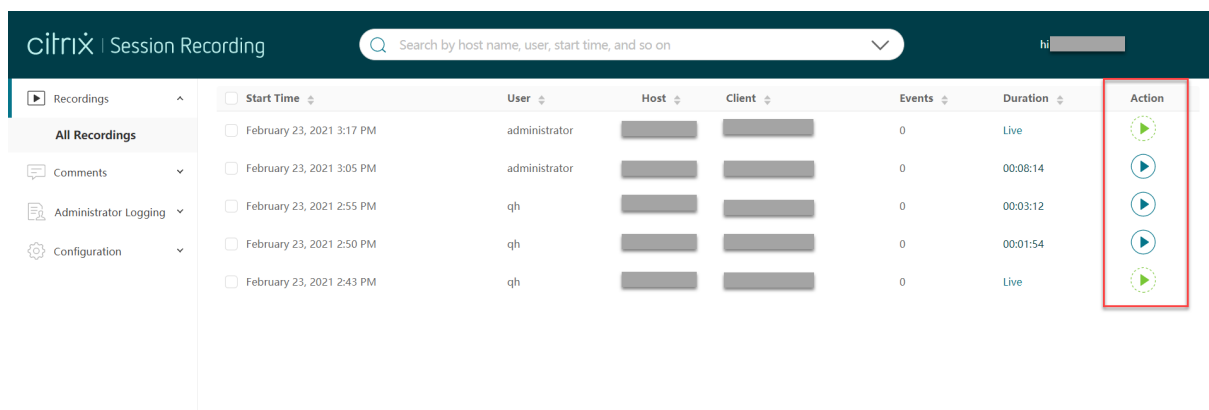 citrix | Session Recording
Search by host name, user, start time, and so on
hi
Recordings
All Recordings
Comments
Administrator Logging
Configuration
Start Time User Host Client Events Duration Action
February 23, 2021 3:17 PM administrator 0 Live
February 23, 2021 3:05 PM administrator 0 00:08:14
February 23, 2021 2:55 PM qh 0 00:03:12
February 23, 2021 2:50 PM qh 0 00:01:54
February 23, 2021 2:43 PM qh 0 Live